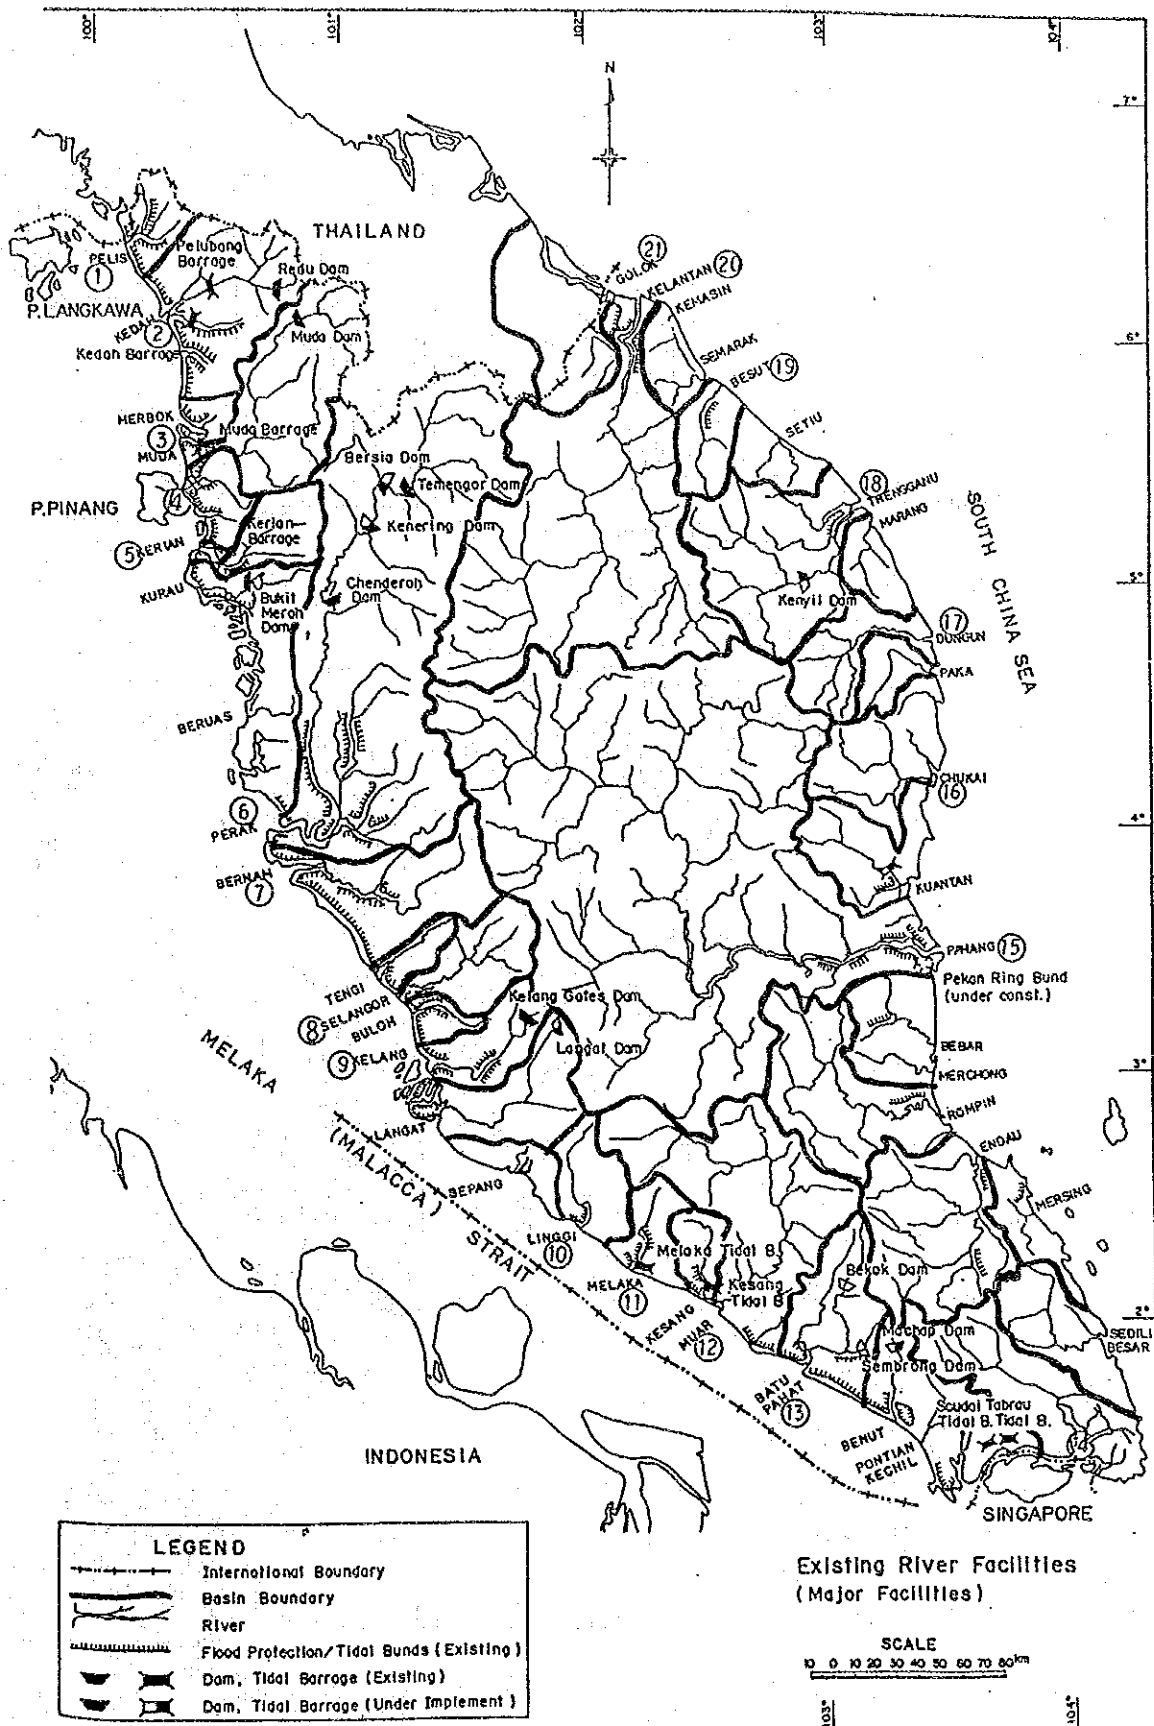 100°
101°
102°
103°
104°
N
7°
THAILAND
PELIS
①
P. LANGKAWA
Pelubang
Barrage
Redu Dam
Muda Dam
KEDAH
②
Kedah Barrage
㉑
GOLOK
KELANTAN ⑳
KEMASIN
6°
SEMARAK
BESUT ⑲
SETIU
MERBOK
③
MUDA
Muda Barrage
Bersia Dam
Temengor Dam
P.PINANG
④
Kerian
Barrage
Kenering Dam
⑤ KERIAN
KURAU
Bukit
Merah
Dam
Chenderoh
Dam
⑱
TRENGGANU
MARANG
SOUTH CHINA SEA
5°
Kenyil Dam
⑰
DUNGUN
PAKA
BERUAS
CHUKAI
⑯
⑥
PERAK
4°
BERNAM
⑦
KUANTAN
PAHANG ⑮
Pekan Ring Bund
(under const.)
TENGI
⑧ SELANGOR
BULOH
⑨ KELANG
Kelang Gates Dam
Langat Dam
BEBAR
3°
MERCHONG
ROMPIN
LANGAT
ENDAU
MERSING
MELAKA
(MALACCA)
STRAIT
SEPANG
LINGGI
⑩
Melaka Tidal B.
MELAKA
⑪
Kesang
Tidal B
KESANG
MUAR
⑫
Bekok Dam
2°
Machap Dam
Sembrong Dam
SEDILI
BESAR
BATU
PAHAT
⑬
Scudai Tabrau
Tidal B. Tidal B.
BENUT
PONTIAN
KECHIL
INDONESIA
SINGAPORE
LEGEND
International Boundary
Basin Boundary
River
Flood Protection/Tidal Bunds (Existing)
Dam, Tidal Barrage (Existing)
Dam, Tidal Barrage (Under Implement)
Existing River Facilities
(Major Facilities)
SCALE
10 0 10 20 30 40 50 60 70 80km
103°
104°